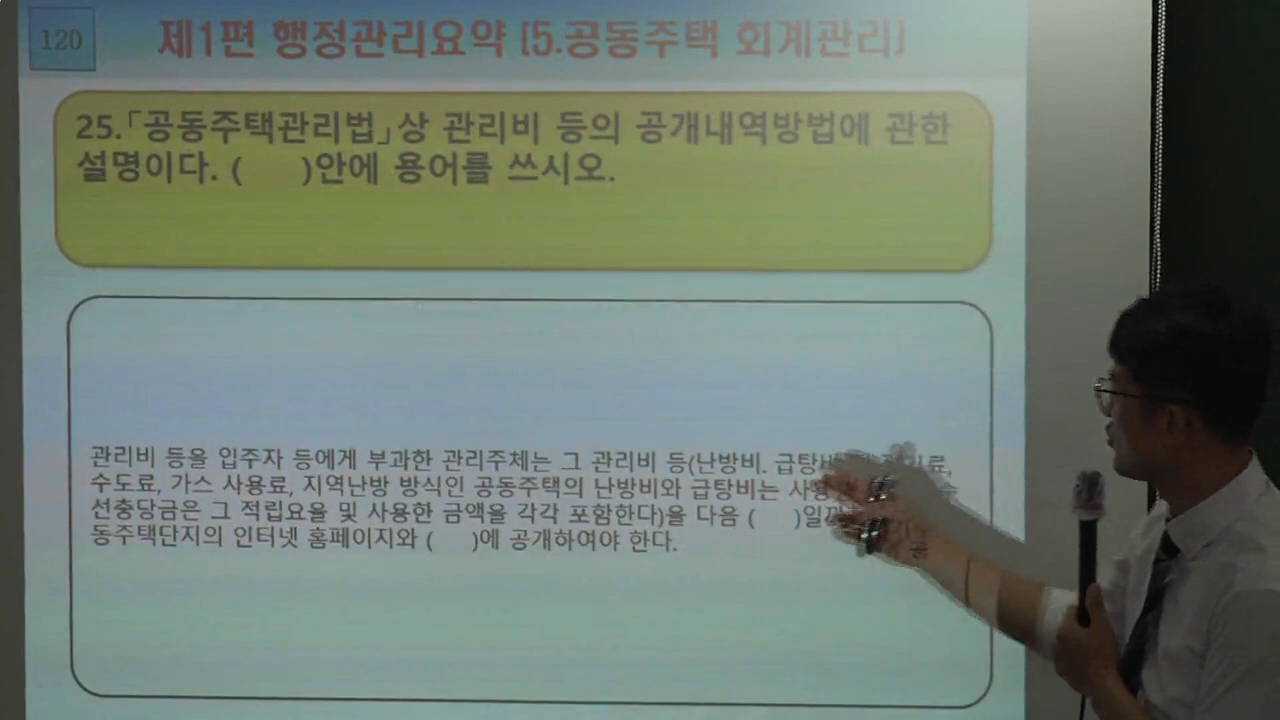 120
제1편 행정관리요약 [5.공동주택 회계관리]
25.「공동주택관리법」상 관리비 등의 공개내역방법에 관한
설명이다. (    )안에 용어를 쓰시오.
관리비 등을 입주자 등에게 부과한 관리주체는 그 관리비 등(난방비. 급탕비
수도료, 가스 사용료, 지역난방 방식인 공동주택의 난방비와 급탕비는
선충당금은 그 적립요율 및 사용한 금액을 각각 포함한다)을 다음 (    )일까지
동주택단지의 인터넷 홈페이지와 (    )에 공개하여야 한다.